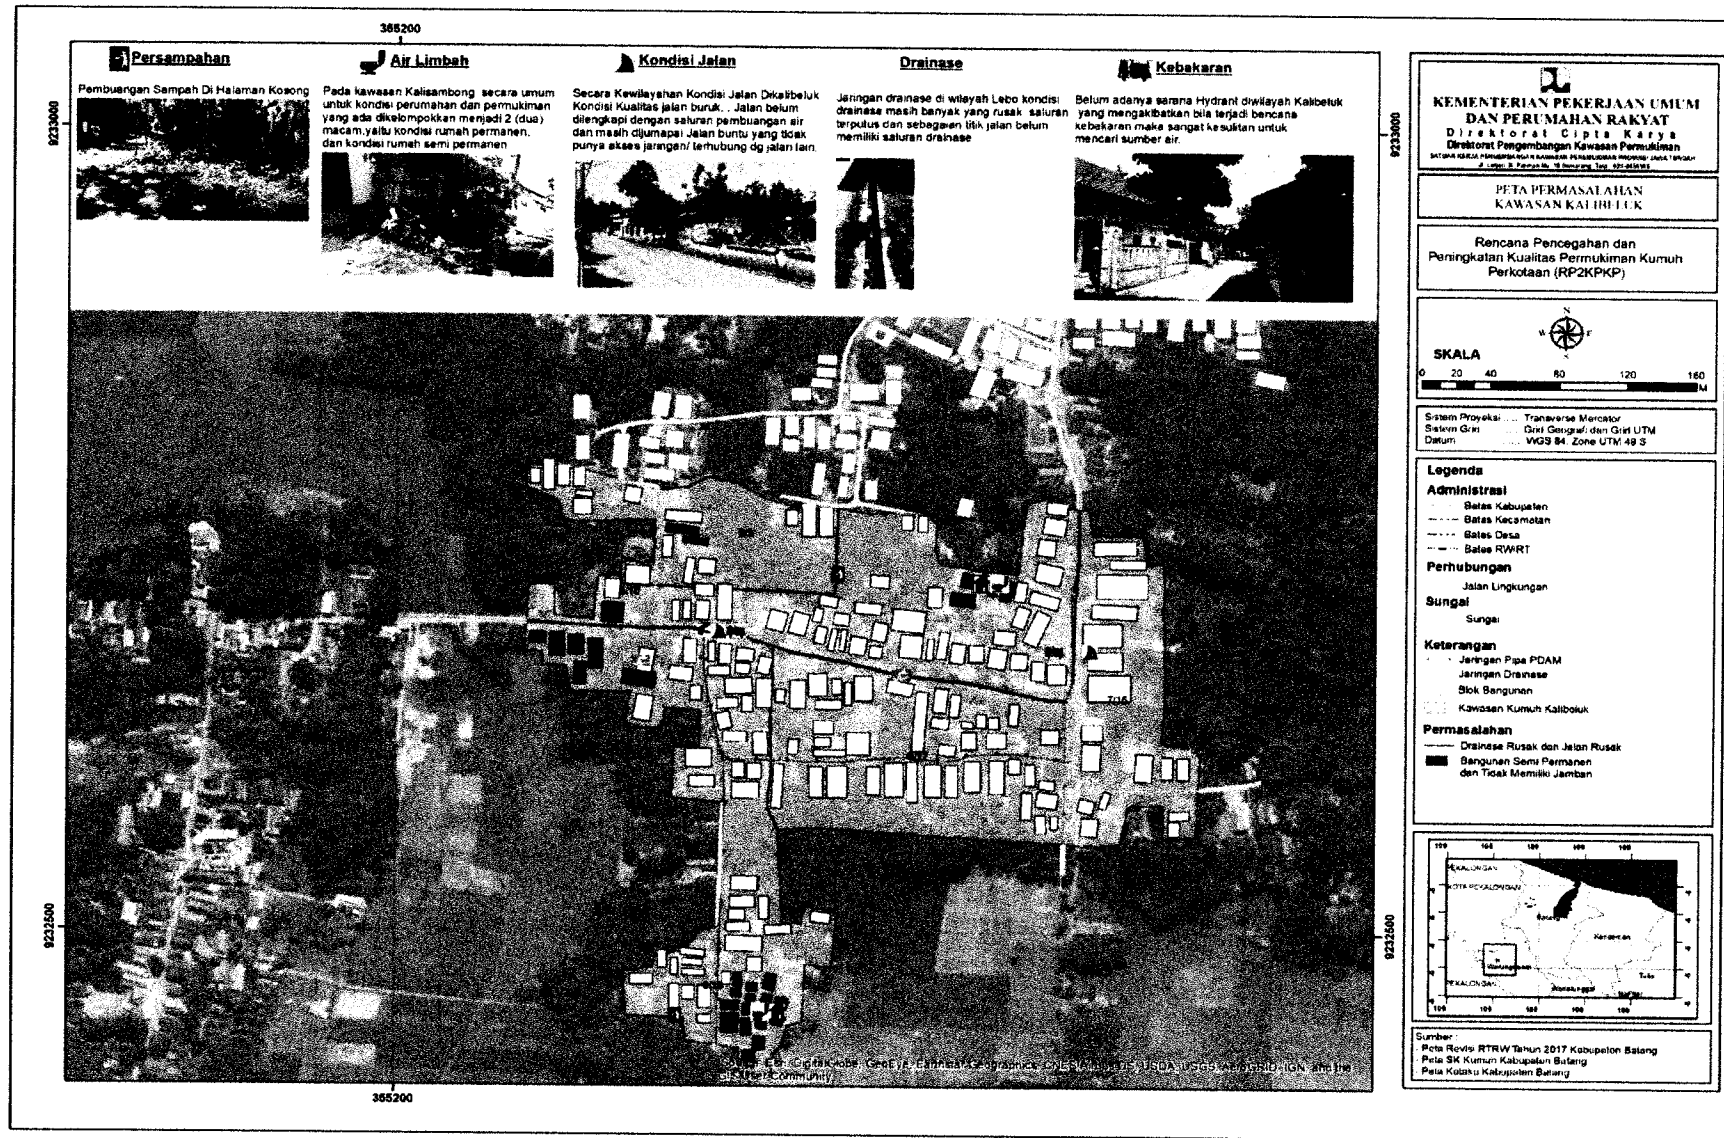 365200
Persampahan
Pembuangan Sampah Di Halaman Kosong
Air Limbah
Pada kawasan Kalisambong secara umum
untuk kondisi perumahan dan permukiman
yang ada dikelompokkan menjadi 2 (dua)
macam,yaitu kondisi rumah permanen,
dan kondisi rumah semi permanen
Kondisi Jalan
Secara Kewilayahan Kondisi Jalan Dikalibeluk
Kondisi Kualitas jalan buruk. . Jalan belum
dilengkapi dengan saluran pembuangan air
dan masih dijumapai Jalan buntu yang tidak
punya akses jaringan/ terhubung dg jalan lain.
Drainase
Jaringan drainase di wilayah Lebo kondisi
drainase masih banyak yang rusak saluran
terputus dan sebagaian titik jalan belum
memiliki saluran drainase
Kebakaran
Belum adanya sarana Hydrant diwilayah Kalibeluk
yang mengakibatkan bila terjadi bencana
kebakaran maka sangat kesulitan untuk
mencari sumber air.
9233000
9233000
9232500
9232500
365200
KEMENTERIAN PEKERJAAN UMUM
DAN PERUMAHAN RAKYAT
Direktorat Cipta Karya
Direktorat Pengembangan Kawasan Permukiman
PETA PERMASALAHAN
KAWASAN KALIBELUK
Rencana Pencegahan dan
Peningkatan Kualitas Permukiman Kumuh
Perkotaan (RP2KPKP)
N
W E
S
SKALA
0 20 40 80 120 160
M
Sistem Proyeksi .... Transverse Mercator
Sistem Grid ..... Grid Geografi dan Grid UTM
Datum ..... WGS 84, Zone UTM 49 S
Legenda
Administrasi
Batas Kabupaten
Batas Kecamatan
Batas Desa
Batas RW/RT
Perhubungan
Jalan Lingkungan
Sungai
Sungai
Keterangan
Jaringan Pipa PDAM
Jaringan Drainase
Blok Bangunan
Kawasan Kumuh Kalibeluk
Permasalahan
Drainase Rusak dan Jalan Rusak
Bangunan Semi Permanen
dan Tidak Memiliki Jamban
PEKALONGAN
KOTA PEKALONGAN
Batang
Kandeman
Warungasem
Tulis
PEKALONGAN
Wonotunggal
Sumber :
- Peta Revisi RTRW Tahun 2017 Kabupaten Batang
- Peta SK Kumuh Kabupaten Batang
- Peta Kotaku Kabupaten Batang